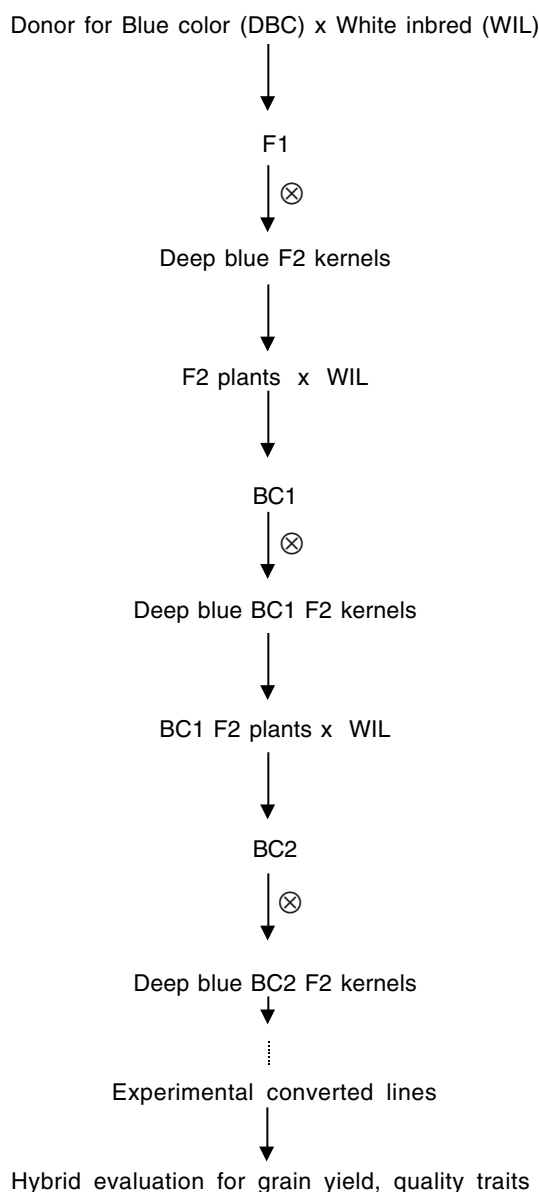 Donor for Blue color (DBC) x White inbred (WIL)
F1
⊗
Deep blue F2 kernels
F2 plants x WIL
BC1
⊗
Deep blue BC1 F2 kernels
BC1 F2 plants x WIL
BC2
⊗
Deep blue BC2 F2 kernels
Experimental converted lines
Hybrid evaluation for grain yield, quality traits